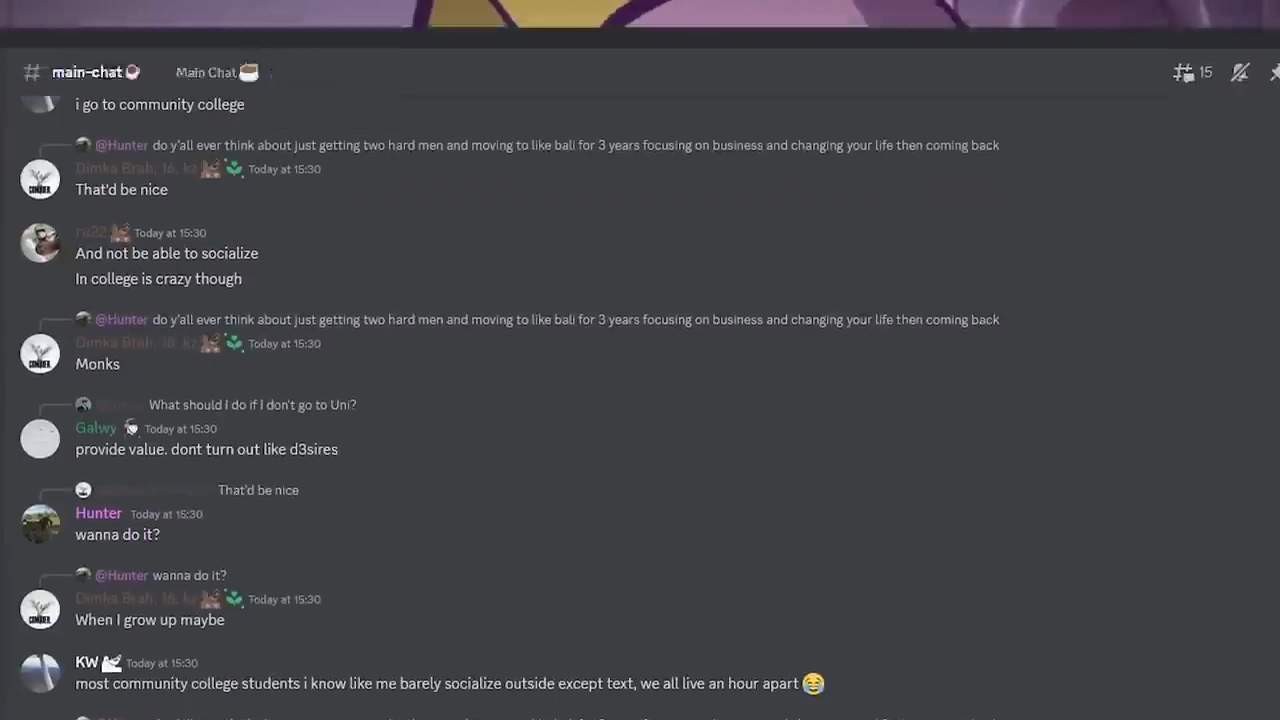 main-chat Main Chat 15
i go to community college
@Hunter do y'all ever think about just getting two hard men and moving to like bali for 3 years focusing on business and changing your life then coming back
Dimka Brah, 16, kz Today at 15:30
That'd be nice
ru22 Today at 15:30
And not be able to socialize
In college is crazy though
@Hunter do y'all ever think about just getting two hard men and moving to like bali for 3 years focusing on business and changing your life then coming back
Dimka Brah, 16, kz Today at 15:30
Monks
What should I do if I don't go to Uni?
Galwy Today at 15:30
provide value. dont turn out like d3sires
That'd be nice
Hunter Today at 15:30
wanna do it?
@Hunter wanna do it?
Dimka Brah, 16, kz Today at 15:30
When I grow up maybe
KW Today at 15:30
most community college students i know like me barely socialize outside except text, we all live an hour apart 😂